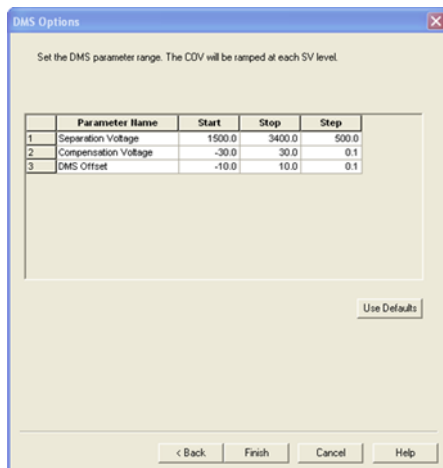 DMS Options
Set the DMS parameter range. The COV will be ramped at each SV level.
Parameter Name Start Stop Step
1 Separation Voltage 1500.0 3400.0 500.0
2 Compensation Voltage -30.0 30.0 0.1
3 DMS Offset -10.0 10.0 0.1
Use Defaults
< Back Finish Cancel Help